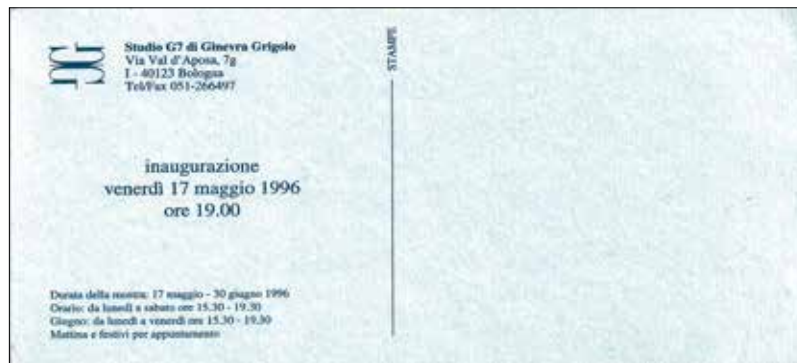 Studio G7 di Ginevra Grigolo
Via Val d'Aposa, 7g
I - 40123 Bologna
Tel/Fax 051-266497
STAMPE
inaugurazione
venerdì 17 maggio 1996
ore 19.00
Durata della mostra: 17 maggio - 30 giugno 1996
Orario: da lunedì a sabato ore 15.30 - 19.30
Giugno: da lunedì a venerdì ore 15.30 - 19.30
Mattina e festivi per appuntamento